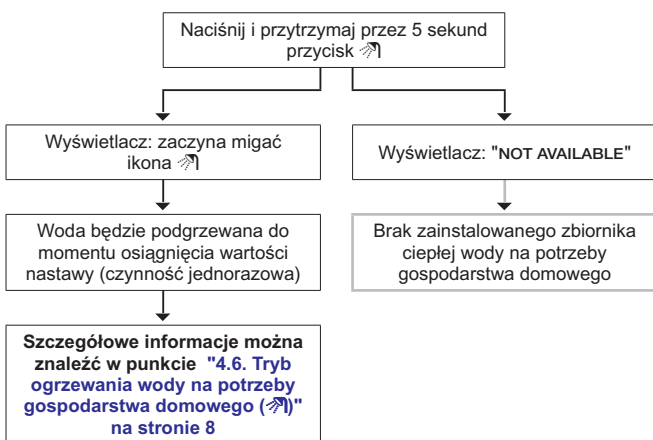 Naciśnij i przytrzymaj przez 5 sekund
przycisk
Wyświetlacz: zaczyna migać
ikona
Wyświetlacz: "NOT AVAILABLE"
Woda będzie podgrzewana do
momentu osiągnięcia wartości
nastawy (czynność jednorazowa)
Brak zainstalowanego zbiornika
ciepłej wody na potrzeby
gospodarstwa domowego
Szczegółowe informacje można
znaleźć w punkcie "4.6. Tryb
ogrzewania wody na potrzeby
gospodarstwa domowego ()"
na stronie 8